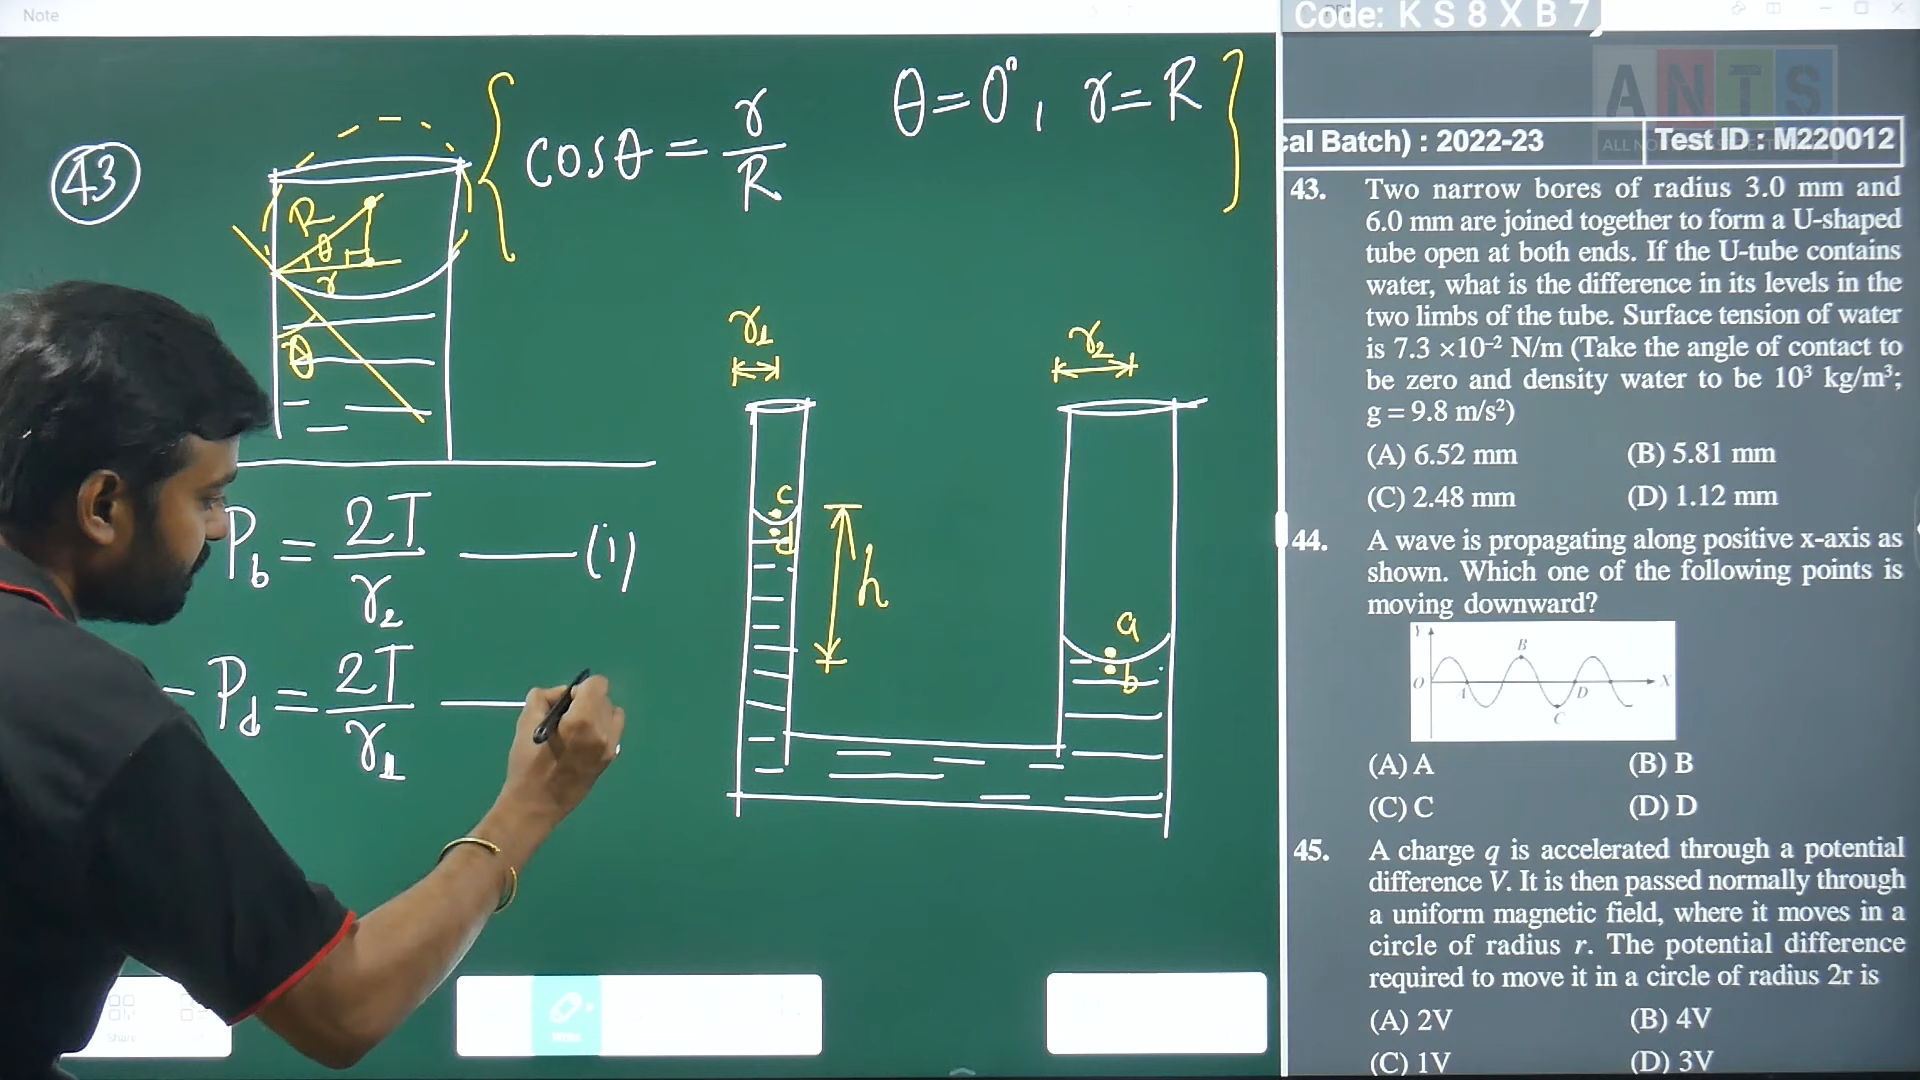 Note
Code: K S 8 X B 7
43
R
θ
r
θ
cosθ = r/R
θ = 0°, r = R
P_b = 2T/r₂ —— (i)
- P_d = 2T/r₁ ——
r₁
r₂
c
d
h
a
b
Share
ANTS
cal Batch) : 2022-23
Test ID : M220012
43. Two narrow bores of radius 3.0 mm and
6.0 mm are joined together to form a U-shaped
tube open at both ends. If the U-tube contains
water, what is the difference in its levels in the
two limbs of the tube. Surface tension of water
is 7.3 ×10⁻² N/m (Take the angle of contact to
be zero and density water to be 10³ kg/m³;
g = 9.8 m/s²)
(A) 6.52 mm (B) 5.81 mm
(C) 2.48 mm (D) 1.12 mm
44. A wave is propagating along positive x-axis as
shown. Which one of the following points is
moving downward?
Y
B
O A D X
C
(A) A (B) B
(C) C (D) D
45. A charge q is accelerated through a potential
difference V. It is then passed normally through
a uniform magnetic field, where it moves in a
circle of radius r. The potential difference
required to move it in a circle of radius 2r is
(A) 2V (B) 4V
(C) 1V (D) 3V